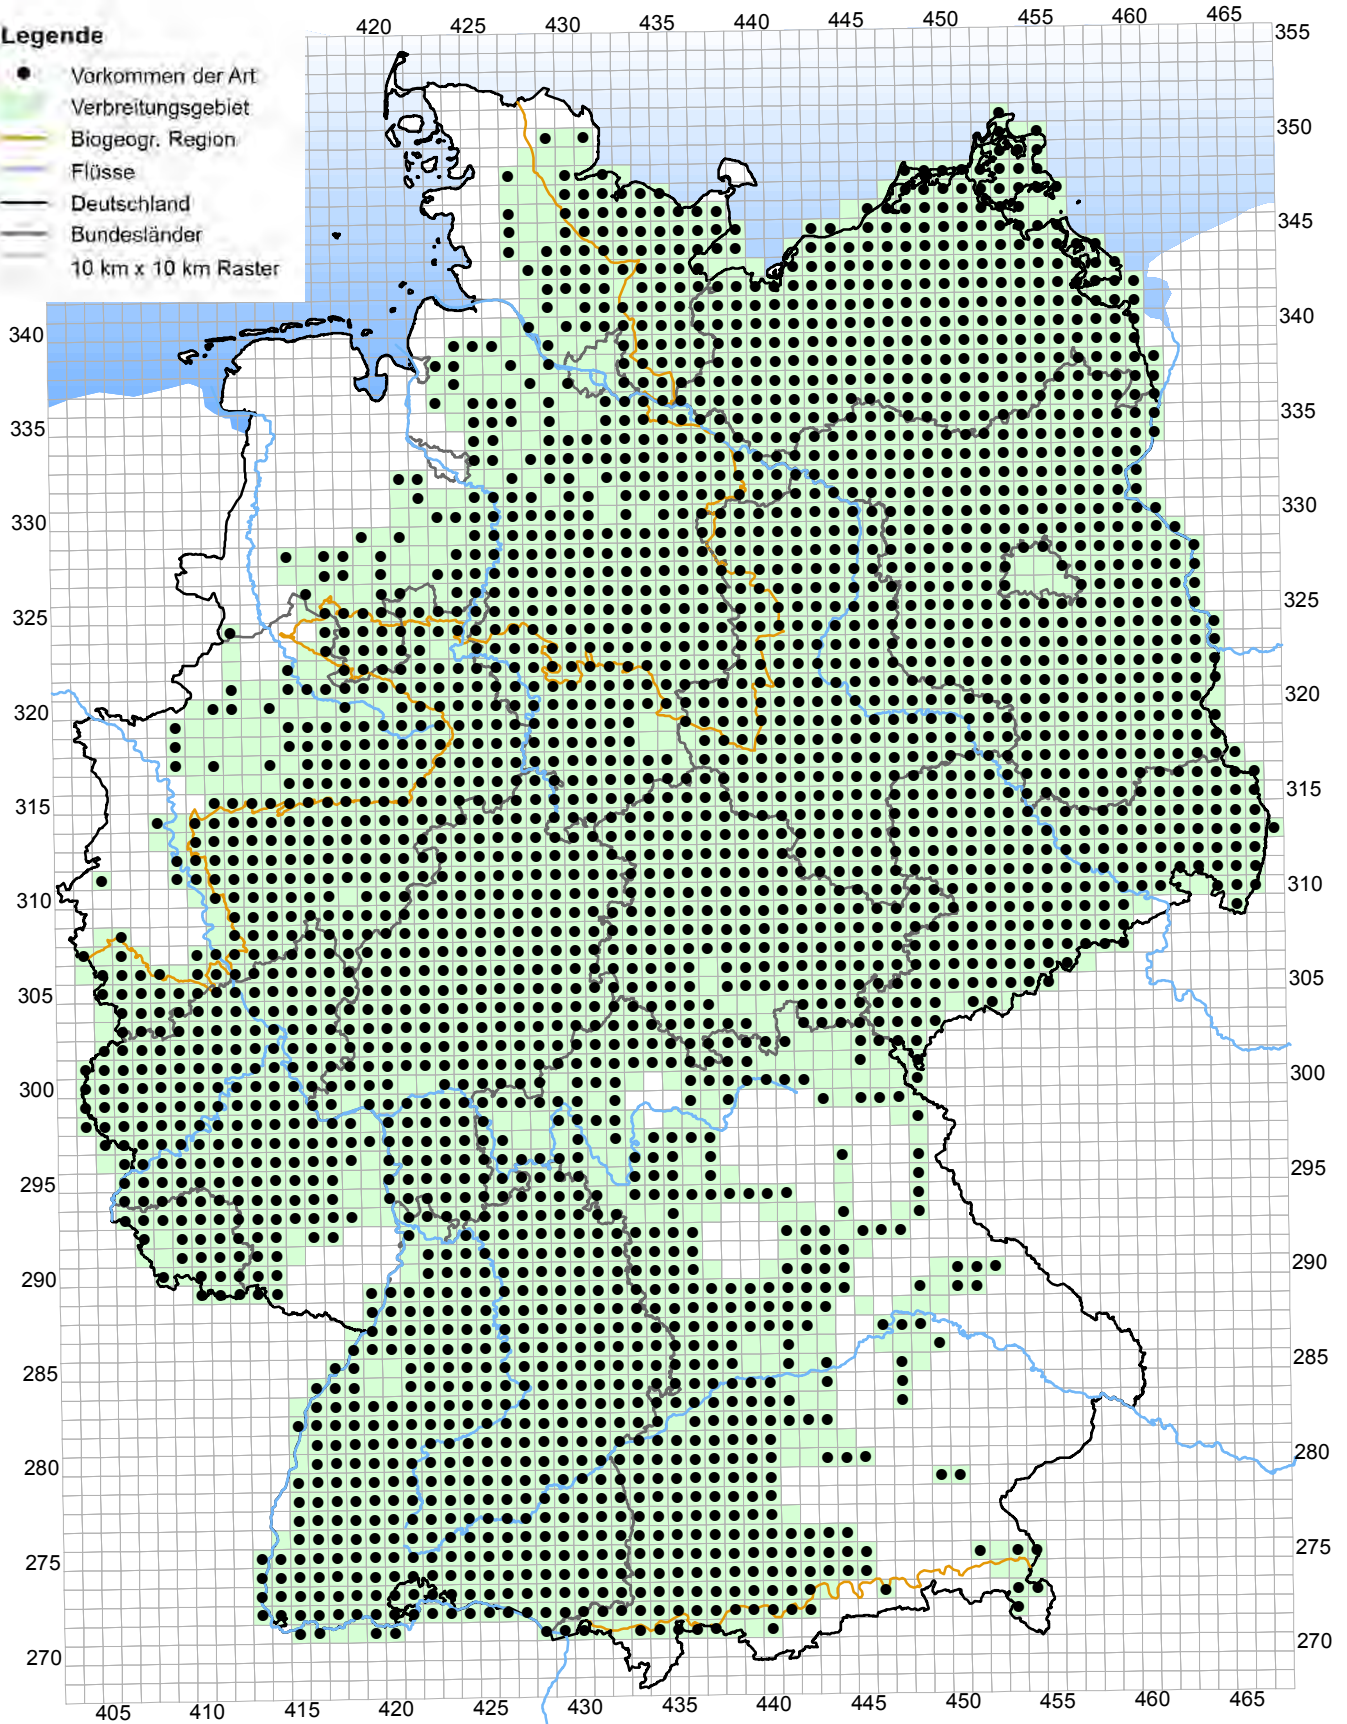 420 425 430 435 440 445 450 455 460 465
Legende
Vorkommen der Art
Verbreitungsgebiet
Biogeogr. Region
Flüsse
Deutschland
Bundesländer
10 km x 10 km Raster
355
350
345
340 340
335 335
330 330
325 325
320 320
315 315
310 310
305 305
300 300
295 295
290 290
285 285
280 280
275 275
270 270
405 410 415 420 425 430 435 440 445 450 455 460 465